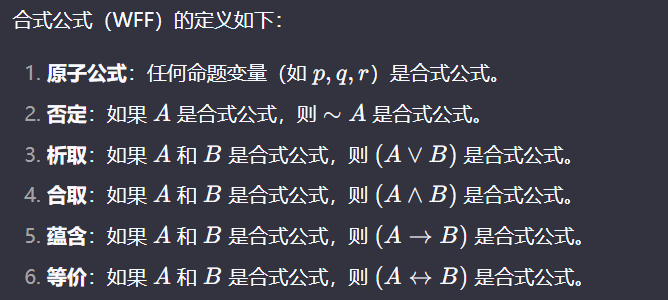 合式公式（WFF）的定义如下：
1. 原子公式：任何命题变量（如 p, q, r）是合式公式。
2. 否定：如果 A 是合式公式，则 ∼ A 是合式公式。
3. 析取：如果 A 和 B 是合式公式，则 (A ∨ B) 是合式公式。
4. 合取：如果 A 和 B 是合式公式，则 (A ∧ B) 是合式公式。
5. 蕴含：如果 A 和 B 是合式公式，则 (A → B) 是合式公式。
6. 等价：如果 A 和 B 是合式公式，则 (A ↔ B) 是合式公式。